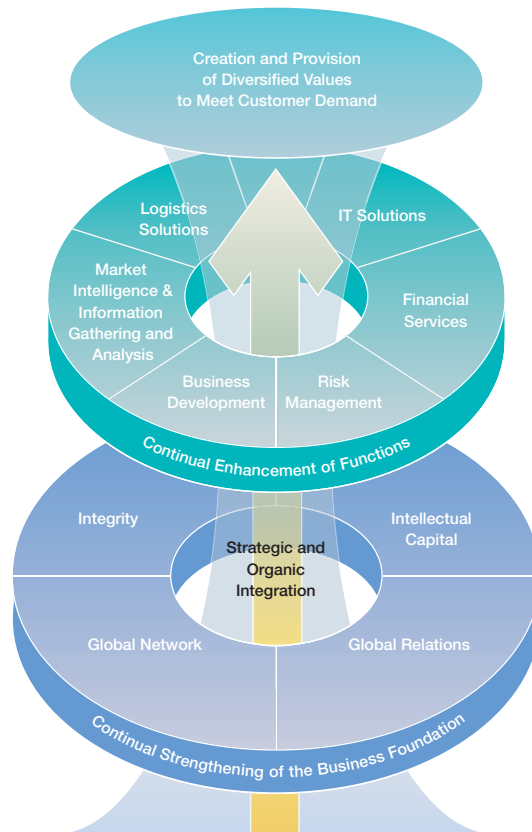 Creation and Provision
of Diversified Values
to Meet Customer Demand
Logistics
Solutions
IT Solutions
Market
Intelligence &
Information
Gathering and
Analysis
Financial
Services
Business
Development
Risk
Management
Continual Enhancement of Functions
Integrity
Intellectual
Capital
Strategic and
Organic
Integration
Global Network
Global Relations
Continual Strengthening of the Business Foundation